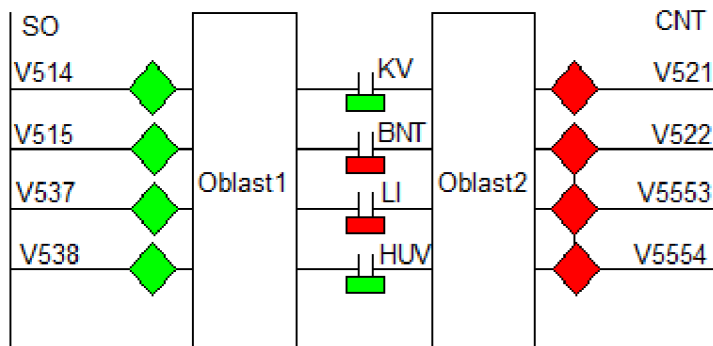 SO CNT
V514 KV V521
V515 BNT V522
Oblast1 Oblast2
V537 LI V5553
V538 HUV V5554